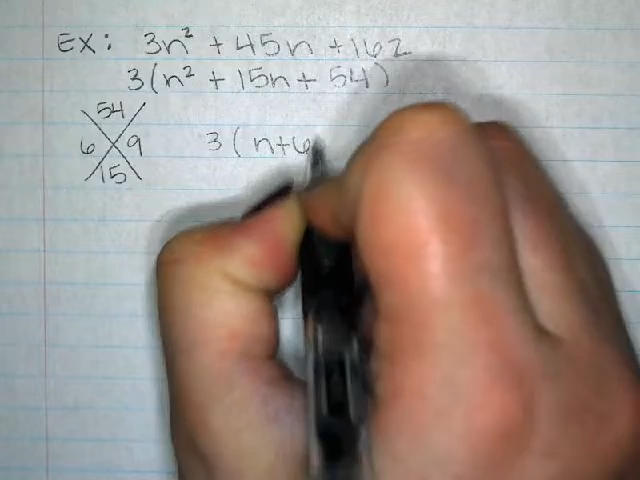 EX: 3n² + 45n + 162
3(n² + 15n + 54)
54
6 9
15
3 ( n+6